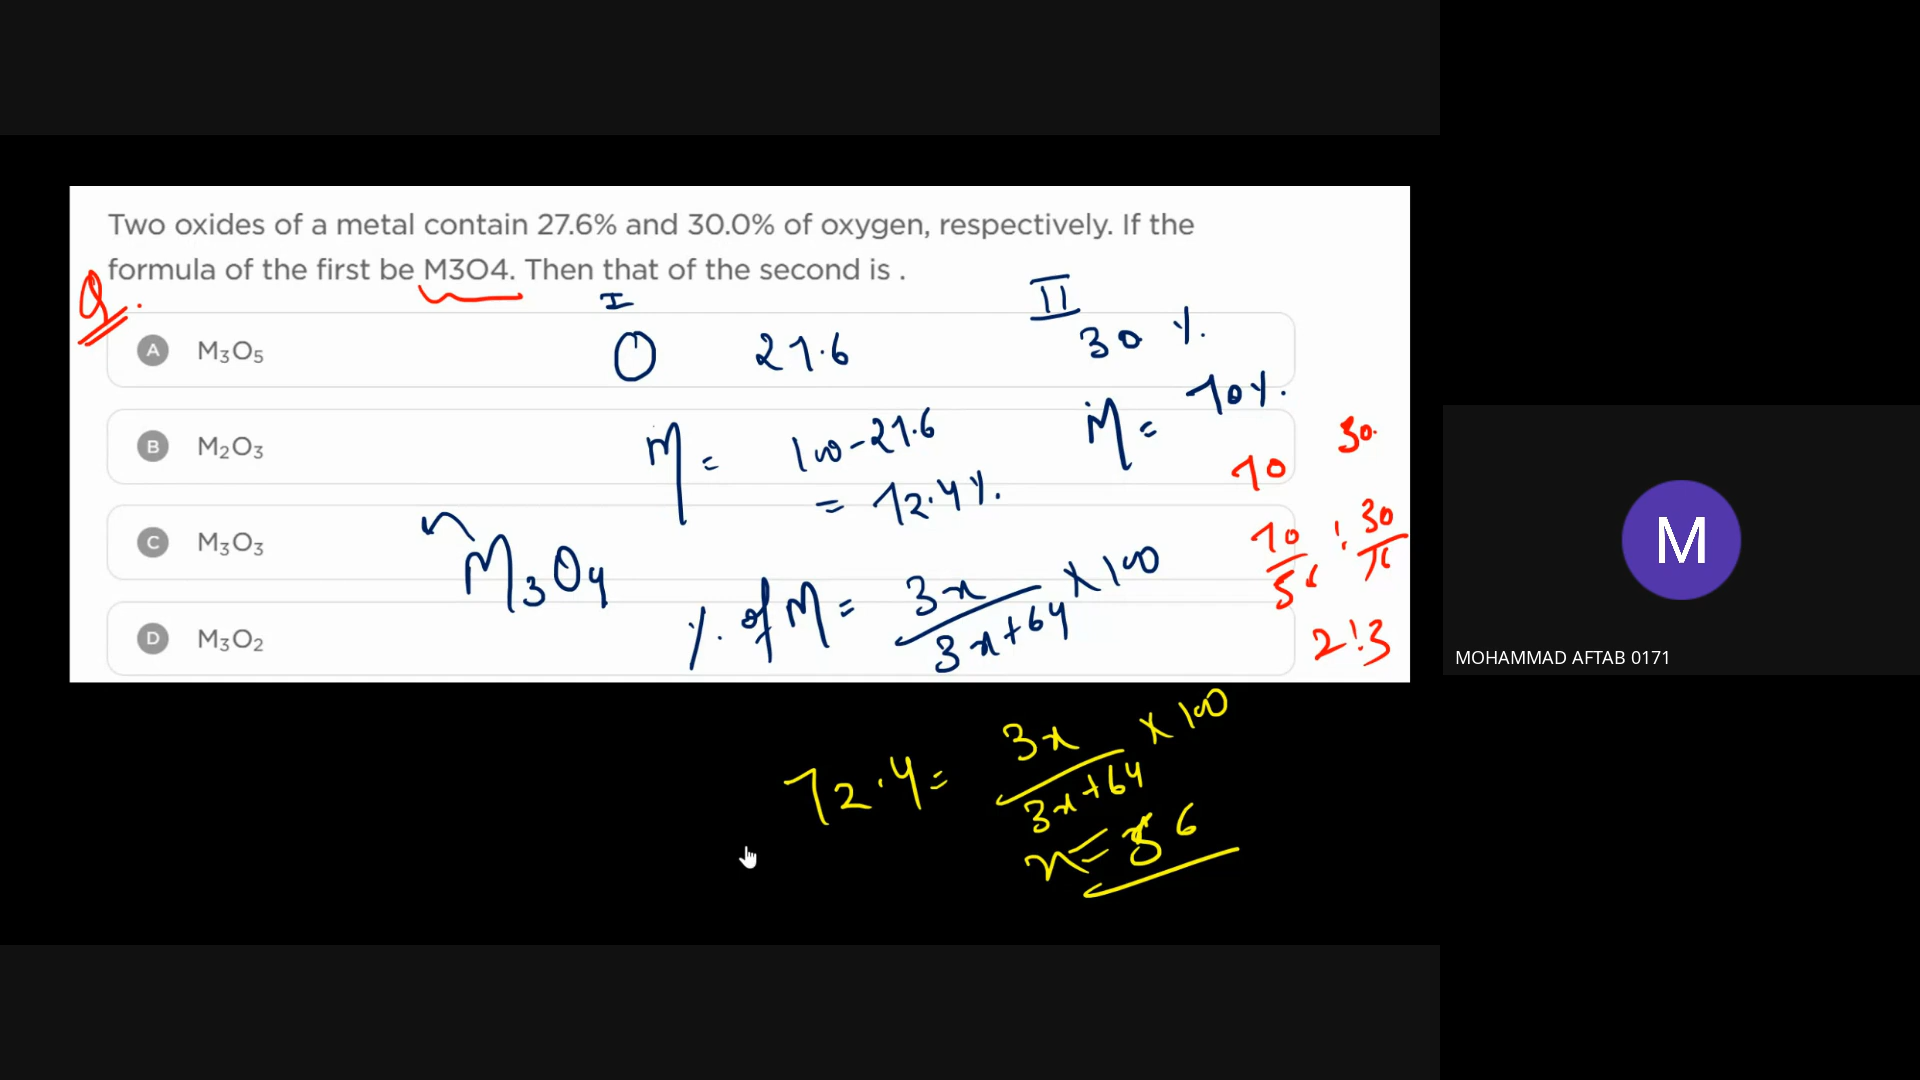 Two oxides of a metal contain 27.6% and 30.0% of oxygen, respectively. If the
formula of the first be M3O4. Then that of the second is .
Q.
I
II
A M₃O₅
O 27.6
30 %.
B M₂O₃
M = 100-27.6
= 72.4%.
M = 70%.
C M₃O₃
M₃O₄
D M₃O₂
%. of M = 3x/3x+64 × 100
70 30
70/56 : 30/16
2:3
72.4 = 3x/3x+64 × 100
x = 56
M
MOHAMMAD AFTAB 0171